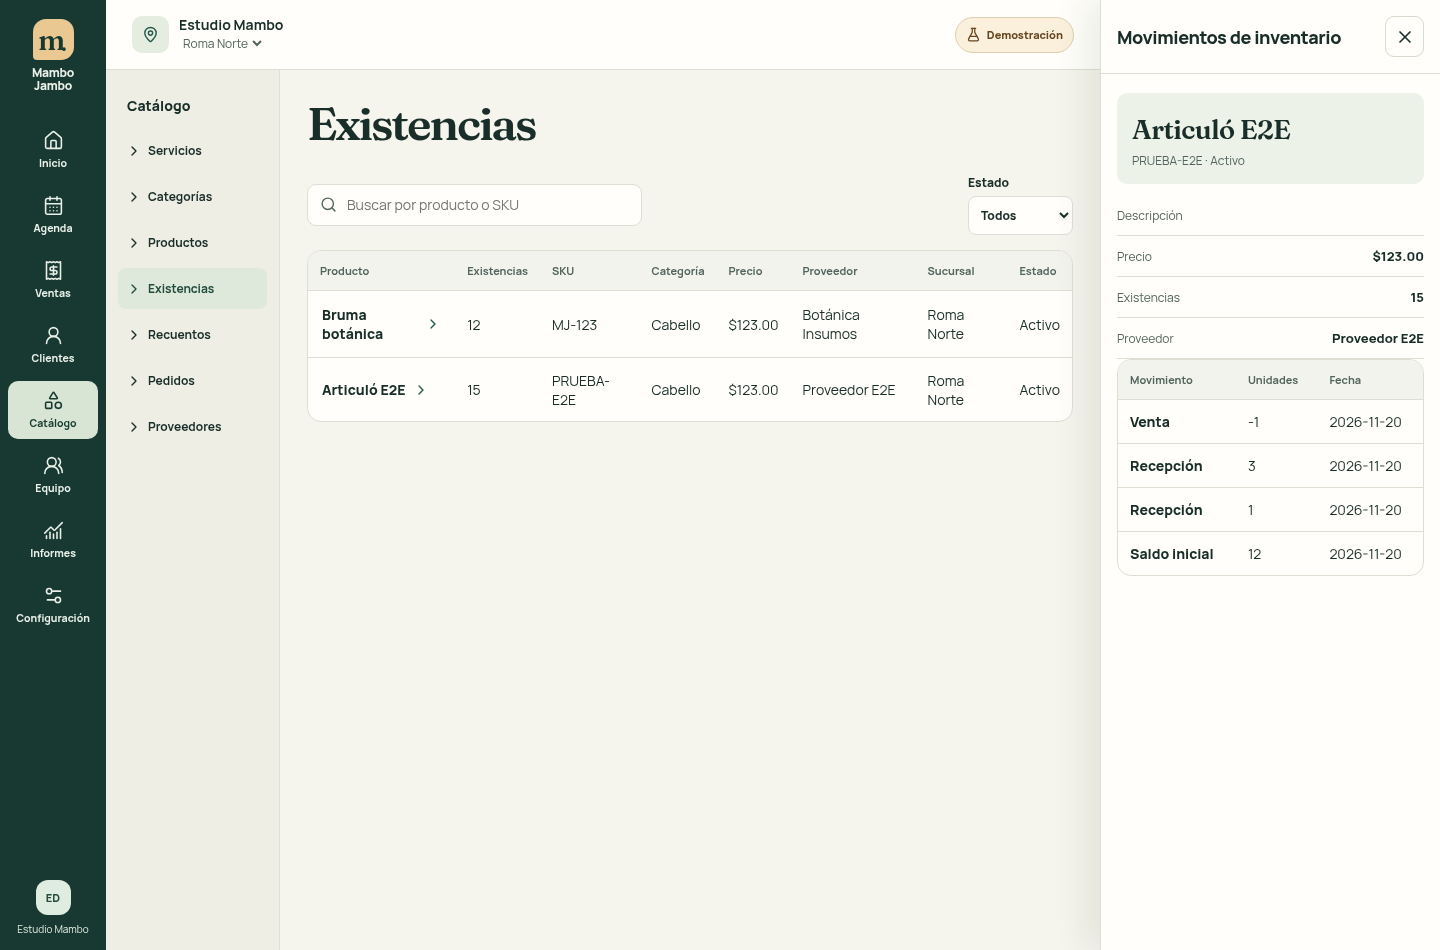 m.
Mambo
Jambo
Inicio
Agenda
Ventas
Clientes
Catálogo
Equipo
Informes
Configuración
ED
Estudio Mambo
Estudio Mambo
Roma Norte
Demostración
Catálogo
Servicios
Categorías
Productos
Existencias
Recuentos
Pedidos
Proveedores
Existencias
Buscar por producto o SKU
Estado
Todos
Producto Existencias SKU Categoría Precio Proveedor Sucursal Estado
Bruma botánica 12 MJ-123 Cabello $123.00 Botánica Insumos Roma Norte Activo
Articuló E2E 15 PRUEBA-E2E Cabello $123.00 Proveedor E2E Roma Norte Activo
Movimientos de inventario
Articuló E2E
PRUEBA-E2E · Activo
Descripción
Precio $123.00
Existencias 15
Proveedor Proveedor E2E
Movimiento Unidades Fecha
Venta -1 2026-11-20
Recepción 3 2026-11-20
Recepción 1 2026-11-20
Saldo inicial 12 2026-11-20